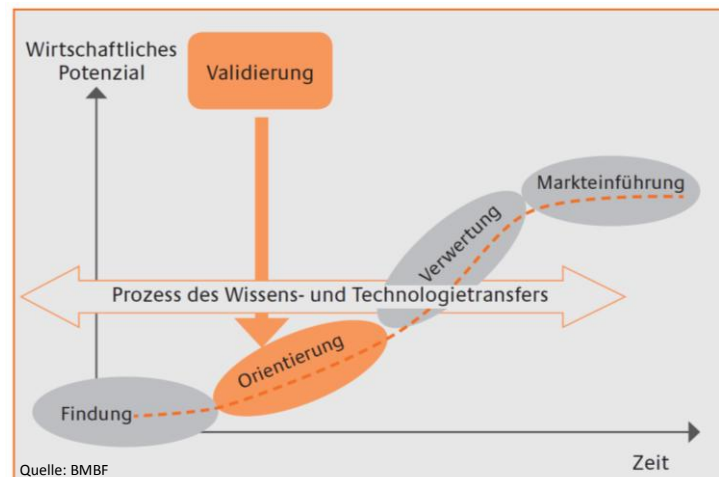 Wirtschaftliches
Potenzial
Validierung
Markteinführung
Verwertung
Prozess des Wissens- und Technologietransfers
Orientierung
Findung
Zeit
Quelle: BMBF